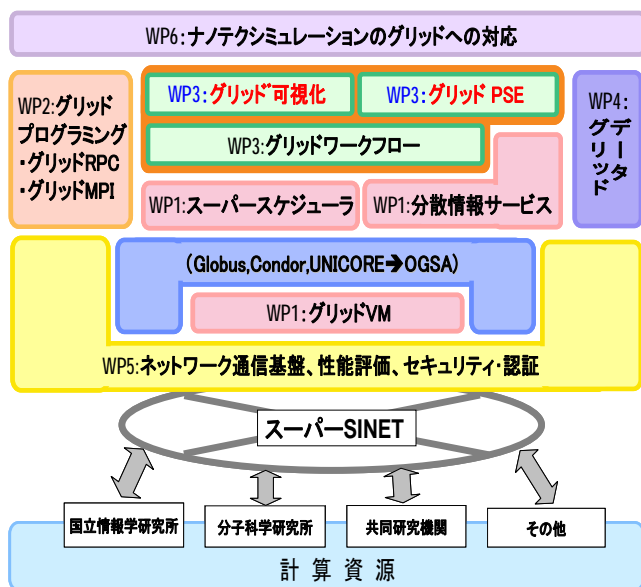 WP6:ナノテクシミュレーションのグリッドへの対応
WP2:グリッド
プログラミング
・グリッドRPC
・グリッドMPI
WP3:グリッド可視化
WP3:グリッド PSE
WP3:グリッドワークフロー
WP4:
データ
グリッド
WP1:スーパースケジューラ
WP1:分散情報サービス
(Globus,Condor,UNICORE➔OGSA)
WP1:グリッドVM
WP5:ネットワーク通信基盤、性能評価、セキュリティ・認証
スーパーSINET
国立情報学研究所
分子科学研究所
共同研究機関
その他
計算資源